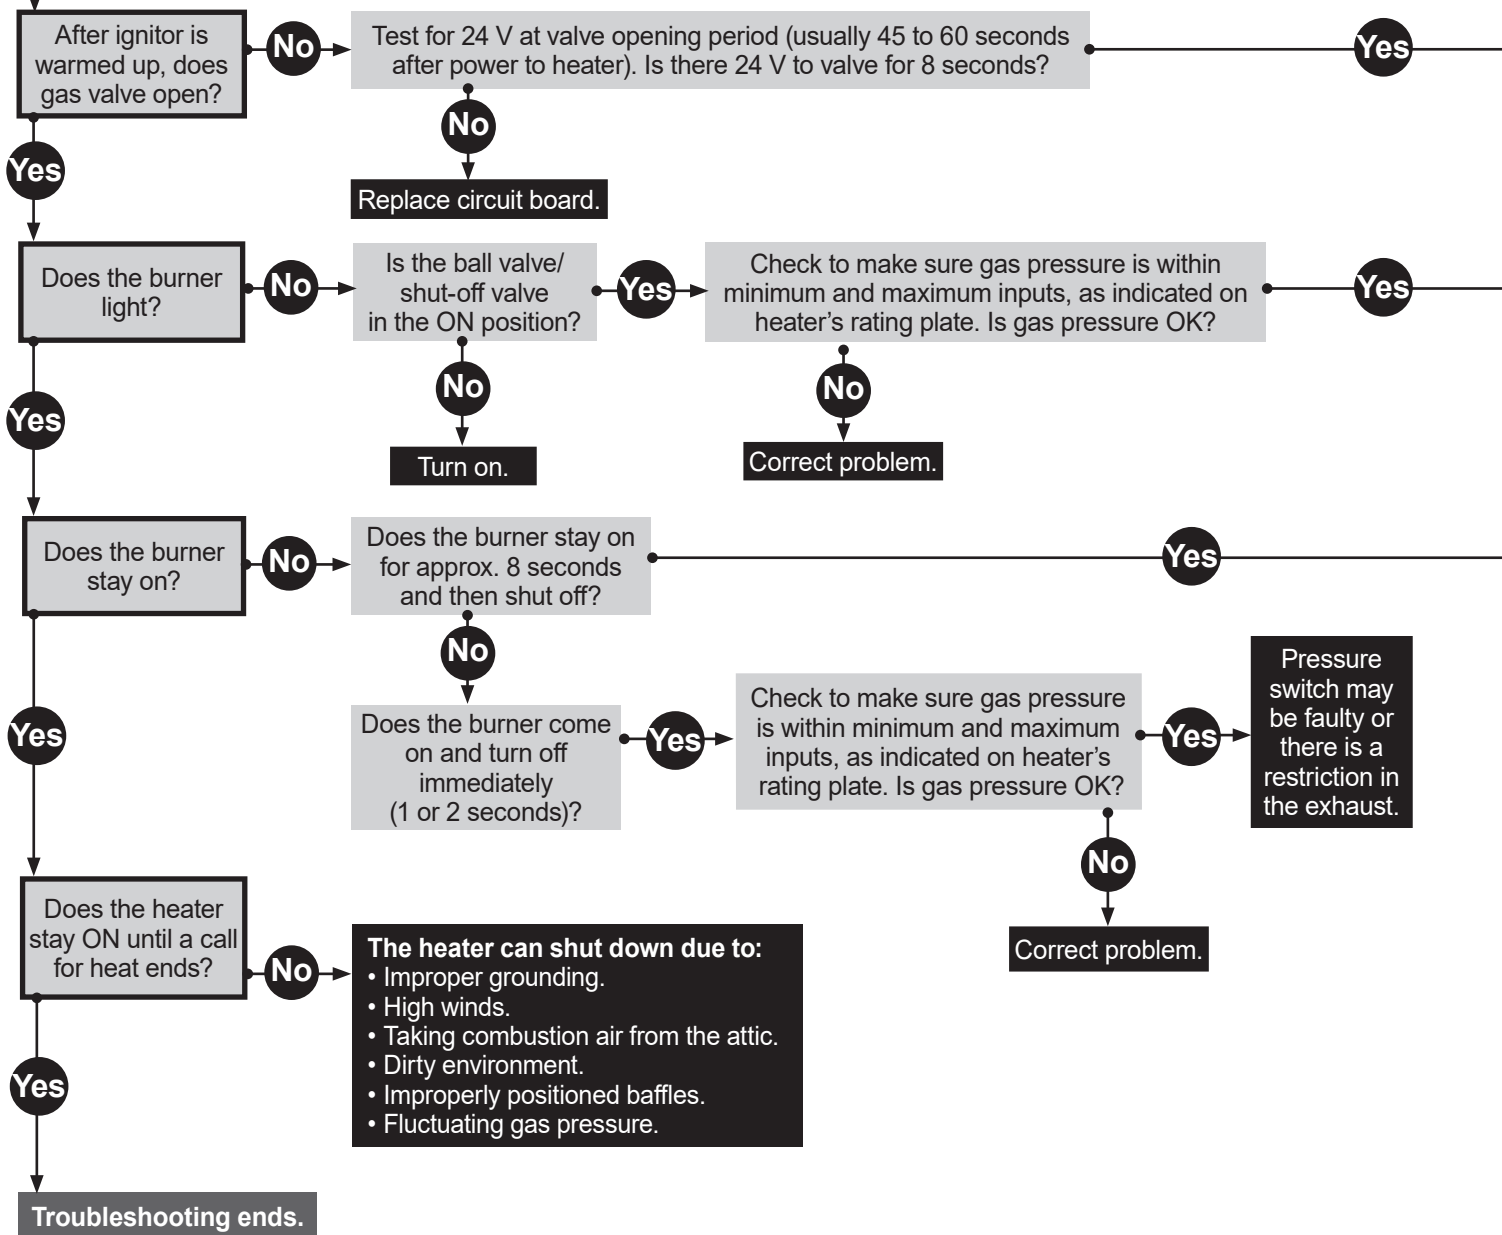 After ignitor is
warmed up, does
gas valve open?
No
Test for 24 V at valve opening period (usually 45 to 60 seconds
after power to heater). Is there 24 V to valve for 8 seconds?
Yes
No
Replace circuit board.
Yes
Does the burner
light?
No
Is the ball valve/
shut-off valve
in the ON position?
Yes
Check to make sure gas pressure is within
minimum and maximum inputs, as indicated on
heater’s rating plate. Is gas pressure OK?
Yes
No
Turn on.
No
Correct problem.
Yes
Does the burner
stay on?
No
Does the burner stay on
for approx. 8 seconds
and then shut off?
Yes
No
Does the burner come
on and turn off
immediately
(1 or 2 seconds)?
Yes
Check to make sure gas pressure
is within minimum and maximum
inputs, as indicated on heater’s
rating plate. Is gas pressure OK?
Yes
Pressure
switch may
be faulty or
there is a
restriction in
the exhaust.
No
Correct problem.
Yes
Does the heater
stay ON until a call
for heat ends?
No
The heater can shut down due to:
• Improper grounding.
• High winds.
• Taking combustion air from the attic.
• Dirty environment.
• Improperly positioned baffles.
• Fluctuating gas pressure.
Yes
Troubleshooting ends.